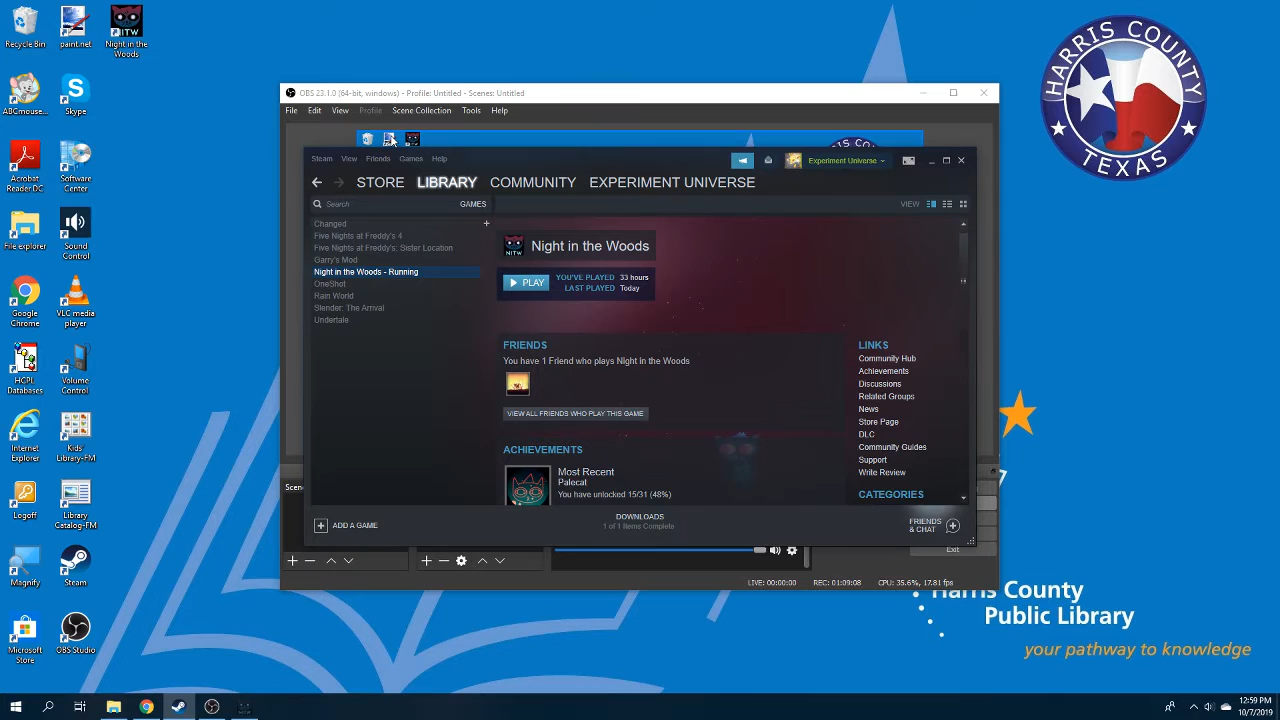 Recycle Bin
paint.net
NITW
Night in the
Woods
ABCmouse...
Skype
Acrobat
Reader DC
Software
Center
File explorer
Sound
Control
Google
Chrome
VLC media
player
HCPL
Databases
Volume
Control
Internet
Explorer
Kids
Library-FM
Logoff
Library
Catalog-FM
Magnify
Steam
Microsoft
Store
OBS Studio
HARRIS COUNTY
TEXAS
OBS 23.1.0 (64-bit, windows) - Profile: Untitled - Scenes: Untitled
File Edit View Profile Scene Collection Tools Help
Steam View Friends Games Help
Experiment Universe
STORE LIBRARY COMMUNITY EXPERIMENT UNIVERSE
Search GAMES
VIEW
Changed
Five Nights at Freddy's 4
Five Nights at Freddy's: Sister Location
Garry's Mod
Night in the Woods - Running
OneShot
Rain World
Slender: The Arrival
Undertale
NITW
Night in the Woods
PLAY
YOU'VE PLAYED 33 hours
LAST PLAYED Today
FRIENDS
You have 1 Friend who plays Night in the Woods
VIEW ALL FRIENDS WHO PLAY THIS GAME
ACHIEVEMENTS
Most Recent
Palecat
You have unlocked 15/31 (48%)
LINKS
Community Hub
Achievements
Discussions
Related Groups
News
Store Page
DLC
Community Guides
Support
Write Review
CATEGORIES
ADD A GAME
DOWNLOADS
1 of 1 Items Complete
FRIENDS
& CHAT
Scene
Exit
LIVE: 00:00:00 REC: 01:09:08 CPU: 35.6%, 17.81 fps
Harris County
Public Library
your pathway to knowledge
12:59 PM
10/7/2019